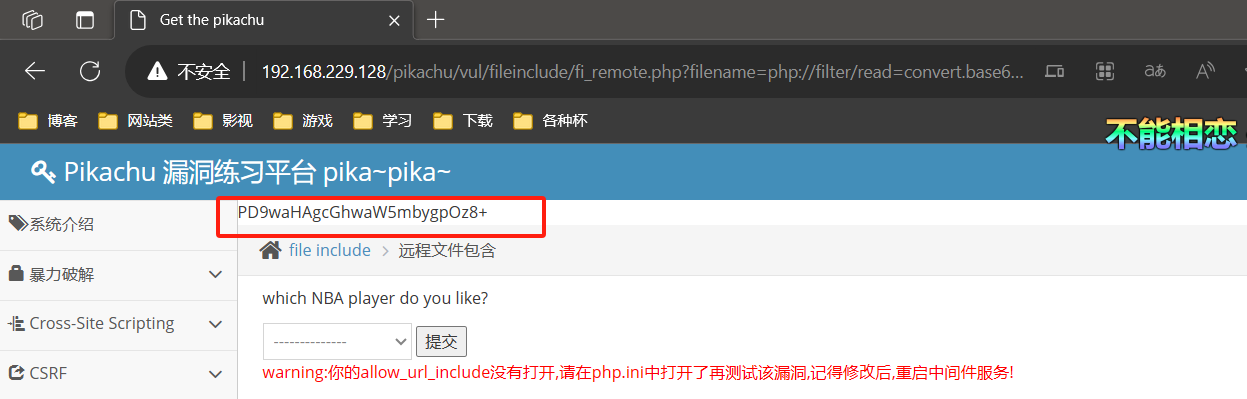 Get the pikachu
不安全 192.168.229.128/pikachu/vul/fileinclude/fi_remote.php?filename=php://filter/read=convert.base6...
aあ A
博客 网站类 影视 游戏 学习 下载 各种杯
不能相恋
Pikachu 漏洞练习平台 pika~pika~
系统介绍
PD9waHAgcGhwaW5mbygpOz8+
file include 远程文件包含
暴力破解
which NBA player do you like?
Cross-Site Scripting
-------------- 提交
CSRF
warning:你的allow_url_include没有打开,请在php.ini中打开了再测试该漏洞,记得修改后,重启中间件服务!